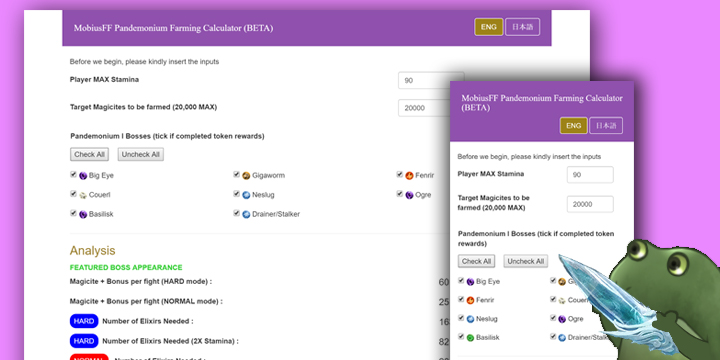 MobiusFF Pandemonium Farming Calculator (BETA)
ENG 日本語
Before we begin, please kindly insert the inputs
Player MAX Stamina 90
Target Magicites to be farmed (20,000 MAX) 20000
Pandemonium I Bosses (tick if completed token rewards)
Check All Uncheck All
Big Eye Gigaworm Fenrir
Couerl Neslug Ogre
Basilisk Drainer/Stalker
Analysis
FEATURED BOSS APPEARANCE
Magicite + Bonus per fight (HARD mode) : 60
Magicite + Bonus per fight (NORMAL mode) : 25
HARD Number of Elixirs Needed : 16
HARD Number of Elixirs Needed (2X Stamina) : 82
MobiusFF Pandemonium Farming Calculator
(BETA)
ENG 日本語
Before we begin, please kindly insert the inputs
Player MAX Stamina 90
Target Magicites to be
farmed (20,000 MAX) 20000
Pandemonium I Bosses (tick if completed token
rewards)
Check All Uncheck All
Big Eye
Fenrir Couerl
Neslug Ogre
Basilisk Drainer/Stalk